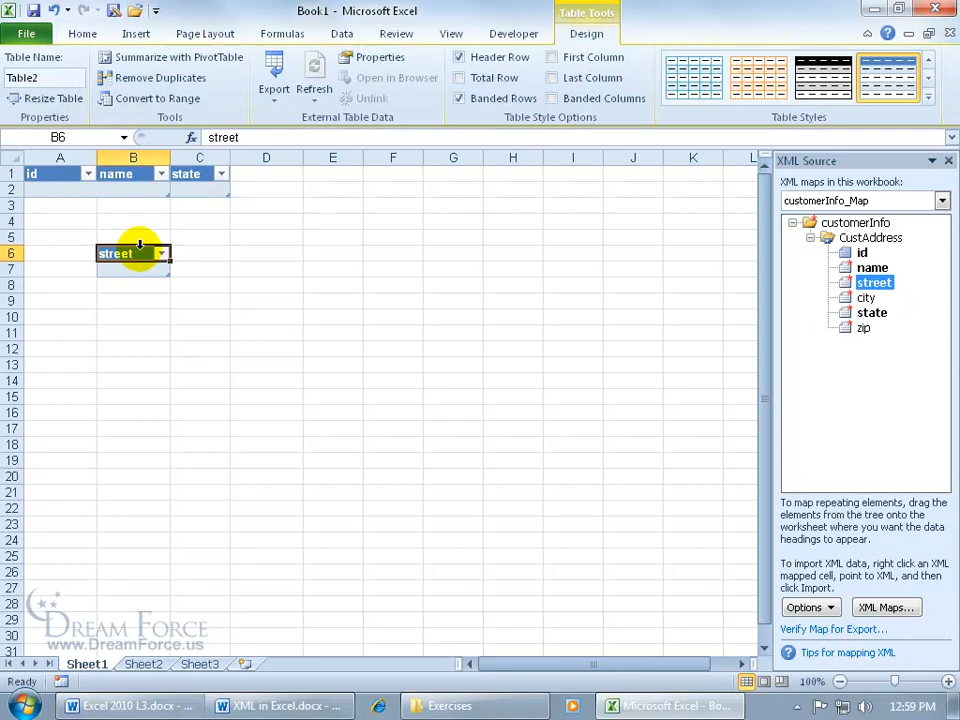 Book1 - Microsoft Excel
Table Tools
File
Home
Insert
Page Layout
Formulas
Data
Review
View
Developer
Design
Table Name:
Table2
Resize Table
Properties
Summarize with PivotTable
Remove Duplicates
Convert to Range
Tools
Export
Refresh
Properties
Open in Browser
Unlink
External Table Data
Header Row
Total Row
Banded Rows
First Column
Last Column
Banded Columns
Table Style Options
Table Styles
B6
fx
street
A B C D E F G H I J K L
1 id name state
2
3
4
5
6 street
7
8
9
10
11
12
13
14
15
16
17
18
19
20
21
22
23
24
25
26
27
28
29
30
31
DREAM FORCE
www.DreamForce.us
XML Source
XML maps in this workbook:
customerInfo_Map
customerInfo
CustAddress
id
name
street
city
state
zip
To map repeating elements, drag the
elements from the tree onto the
worksheet where you want the data
headings to appear.
To import XML data, right click an XML
mapped cell, point to XML, and then
click Import.
Options
XML Maps...
Verify Map for Export...
Tips for mapping XML
Sheet1
Sheet2
Sheet3
Ready
100%
Excel 2010 L3.docx - ...
XML in Excel.docx - ...
Exercises
Microsoft Excel - Bo...
12:59 PM